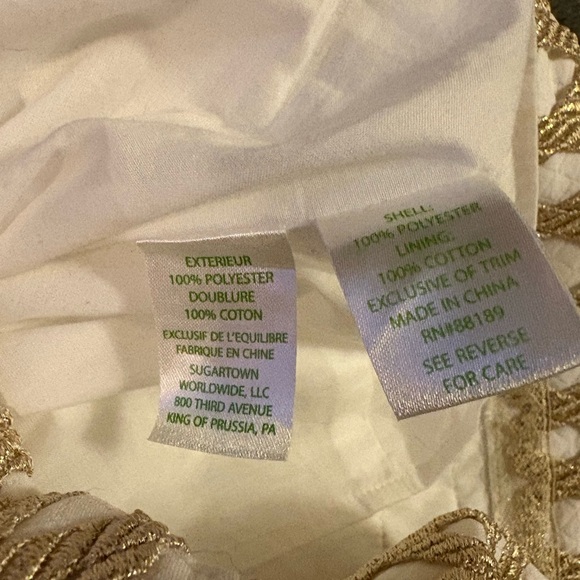 EXTERIEUR
100% POLYESTER
DOUBLURE
100% COTON
EXCLUSIF DE L'EQUILIBRE
FABRIQUE EN CHINE
SUGARTOWN
WORLDWIDE, LLC
800 THIRD AVENUE
KING OF PRUSSIA, PA
SHELL:
100% POLYESTER
LINING:
100% COTTON
EXCLUSIVE OF TRIM
MADE IN CHINA
RN#88189
SEE REVERSE
FOR CARE